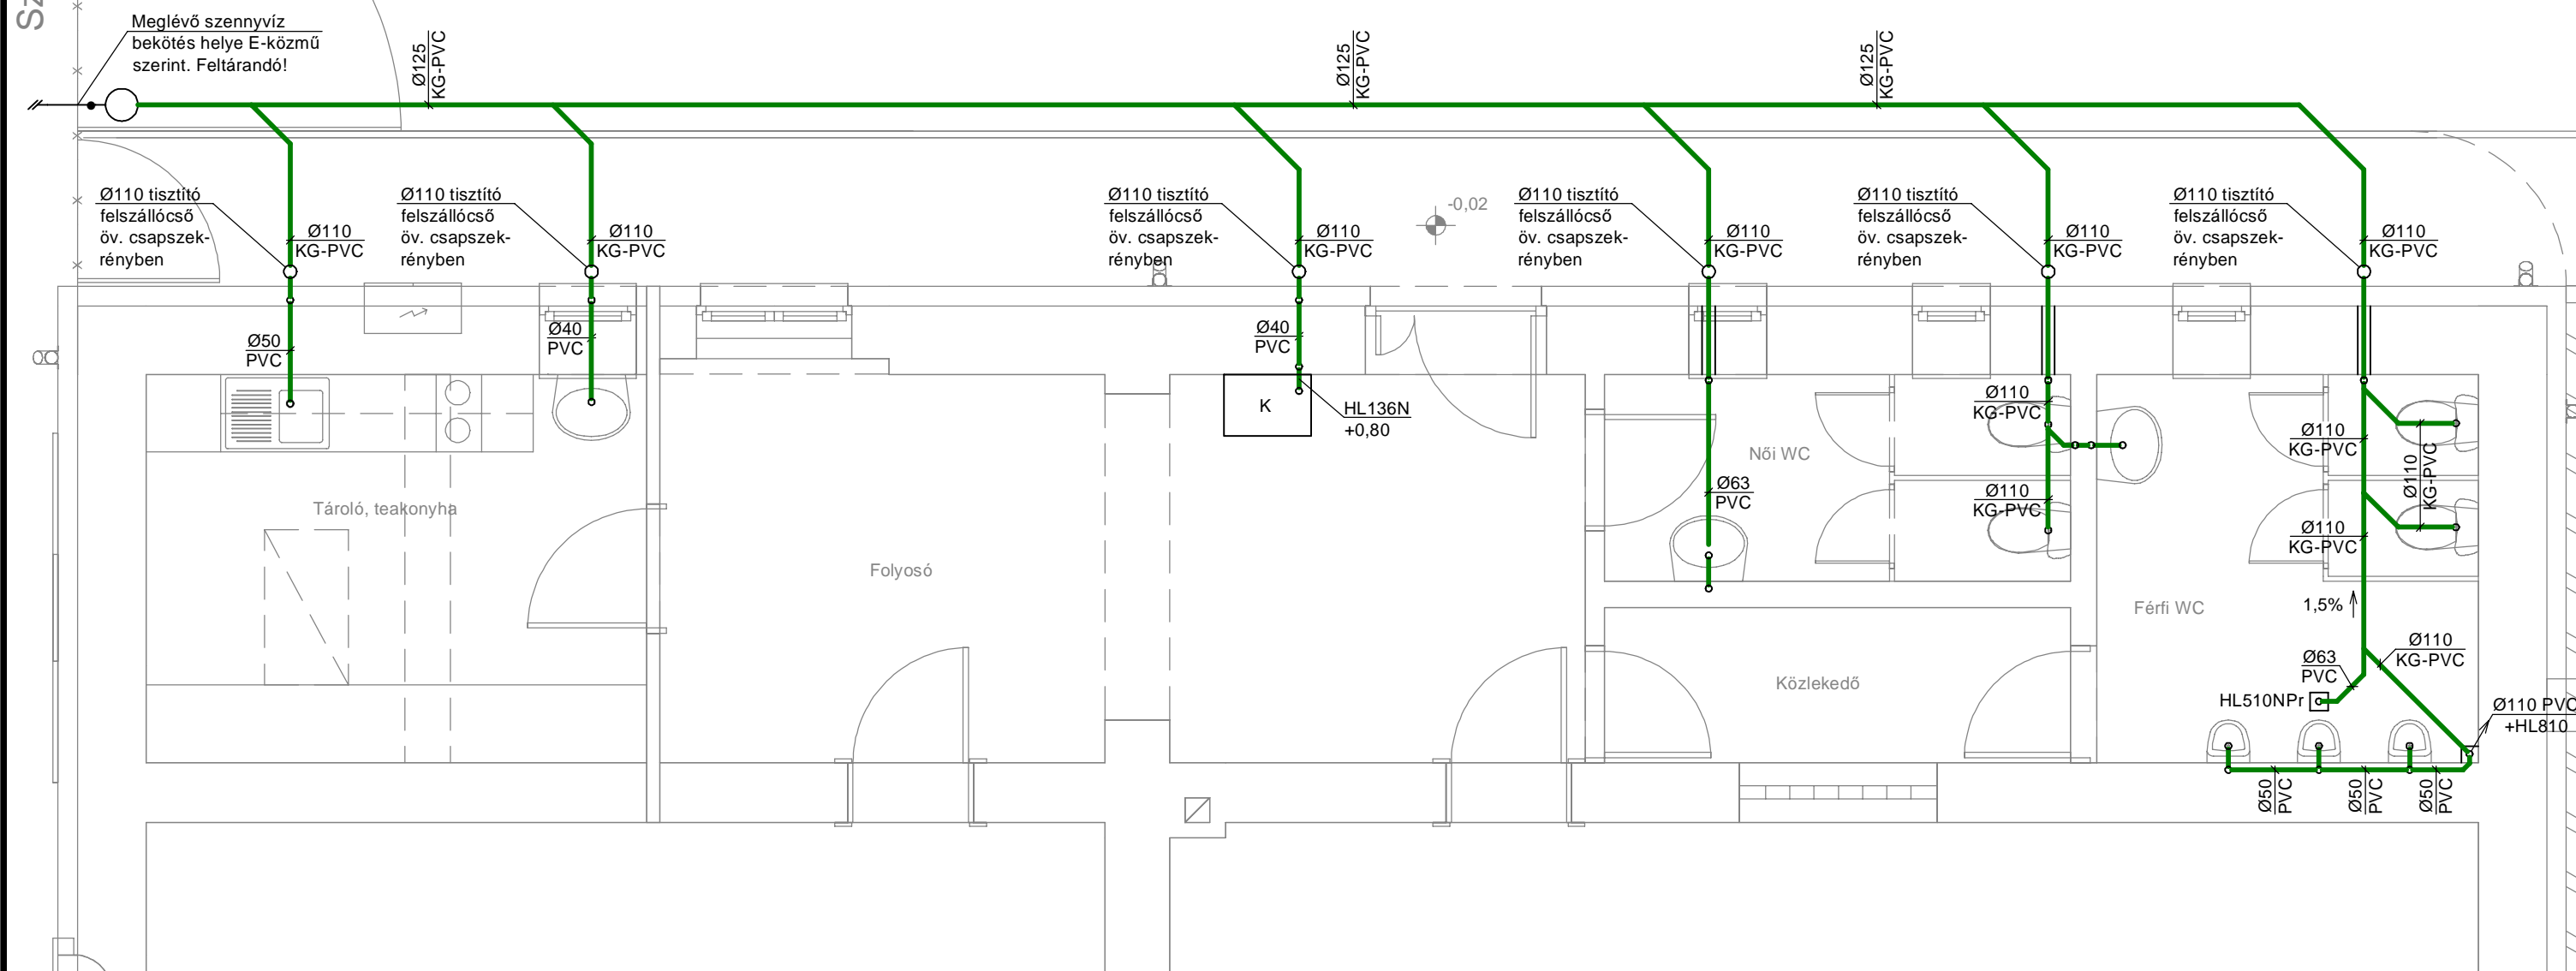 Sz
Meglévő szennyvíz
bekötés helye E-közmű
szerint. Feltárandó!
Ø125
KG-PVC
Ø125
KG-PVC
Ø125
KG-PVC
Ø110 tisztító
felszállócső
öv. csapszek-
rényben
Ø110
KG-PVC
Ø110 tisztító
felszállócső
öv. csapszek-
rényben
Ø110
KG-PVC
Ø110 tisztító
felszállócső
öv. csapszek-
rényben
Ø110
KG-PVC
-0,02
Ø110 tisztító
felszállócső
öv. csapszek-
rényben
Ø110
KG-PVC
Ø110 tisztító
felszállócső
öv. csapszek-
rényben
Ø110
KG-PVC
Ø110 tisztító
felszállócső
öv. csapszek-
rényben
Ø110
KG-PVC
Ø50
PVC
Ø40
PVC
Ø40
PVC
K
HL136N
+0,80
Ø110
KG-PVC
Női WC
Ø110
KG-PVC
Ø110
KG-PVC
Ø63
PVC
Ø110
KG-PVC
Tároló, teakonyha
Ø110
KG-PVC
Folyosó
1,5%
Férfi WC
Ø110
KG-PVC
Ø63
PVC
Közlekedő
HL510NPr
Ø110 PVC
+HL810
Ø50
PVC
Ø50
PVC
Ø50
PVC